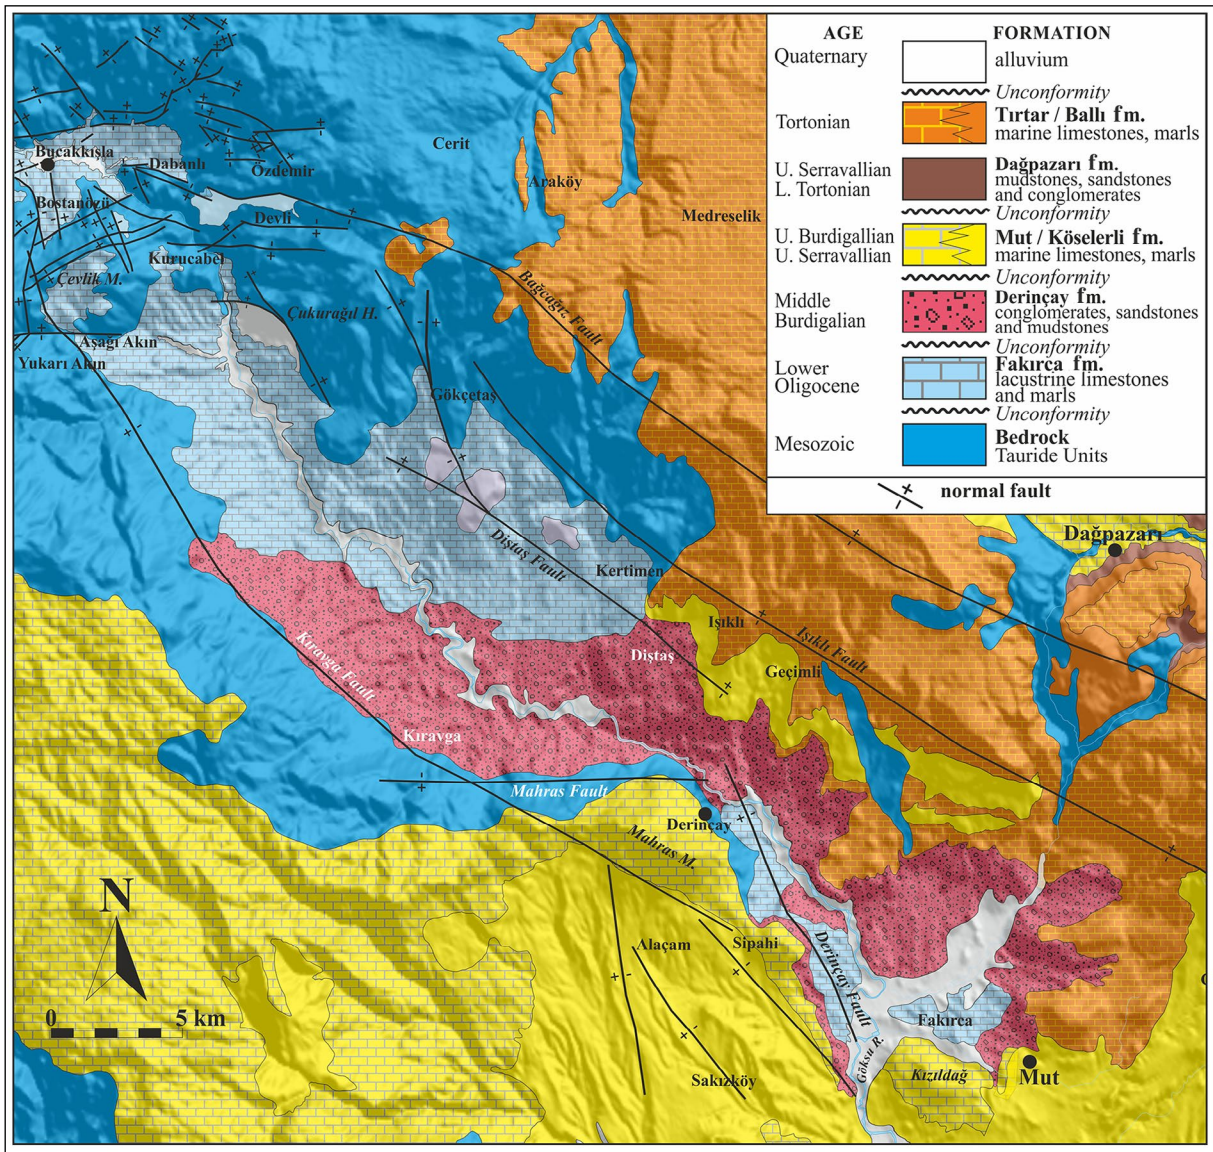 AGE
FORMATION
Quaternary
alluvium
Unconformity
Tortonian
Tırtar / Ballı fm.
marine limestones, marls
U. Serravallian
L. Tortonian
Dağpazarı fm.
mudstones, sandstones
and conglomerates
Unconformity
U. Burdigallian
U. Serravallian
Mut / Köselerli fm.
marine limestones, marls
Unconformity
Middle
Burdigalian
Derinçay fm.
conglomerates, sandstones
and mudstones
Unconformity
Lower
Oligocene
Fakırca fm.
lacustrine limestones
and marls
Unconformity
Mesozoic
Bedrock
Tauride Units
normal fault
Bucakkışla
Dabanlı
Özdemir
Cerit
Araköy
Medreselik
Bostanözü
Devli
Kurucabel
Çevlik M.
Çukurağıl H.
Bağcağız Fault
Aşağı Akın
Yukarı Akın
Gökçetaş
Dağpazarı
Diştaş Fault
Kertimen
Işıklı
Işıklı Fault
Diştaş
Geçimli
Kıravga Fault
Kıravga
Mahras Fault
Derinçay
Mahras M.
N
Alaçam
Sipahi
Derinçay Fault
0
5 km
Fakırca
Göksu R.
Kızıldağ
Mut
Sakızköy